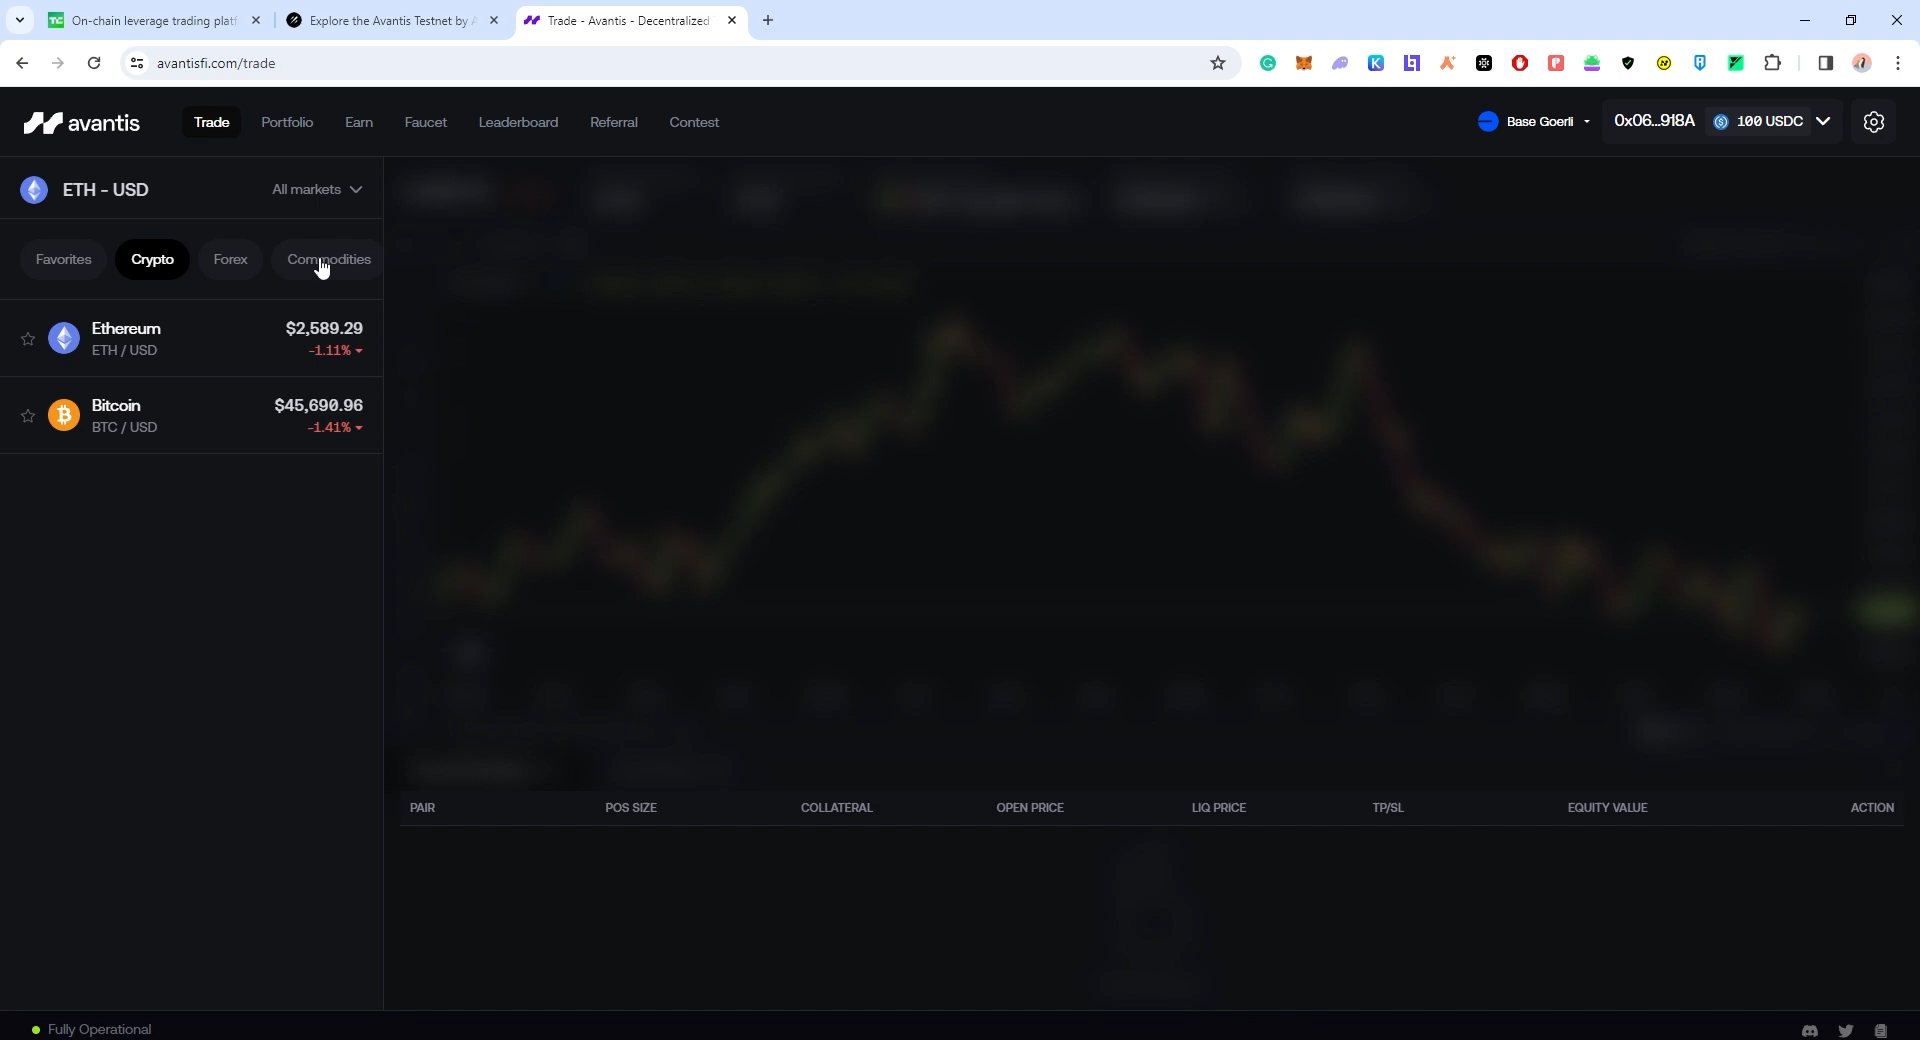 On-chain leverage trading platf
Explore the Avantis Testnet by A
Trade - Avantis - Decentralized
avantisfi.com/trade
avantis
Trade
Portfolio
Earn
Faucet
Leaderboard
Referral
Contest
Base Goerli
0x06...918A
100 USDC
ETH - USD
All markets
Favorites
Crypto
Forex
Commodities
Ethereum
$2,589.29
ETH / USD
-1.11%
Bitcoin
$45,690.96
BTC / USD
-1.41%
PAIR
POS SIZE
COLLATERAL
OPEN PRICE
LIQ PRICE
TP/SL
EQUITY VALUE
ACTION
Fully Operational